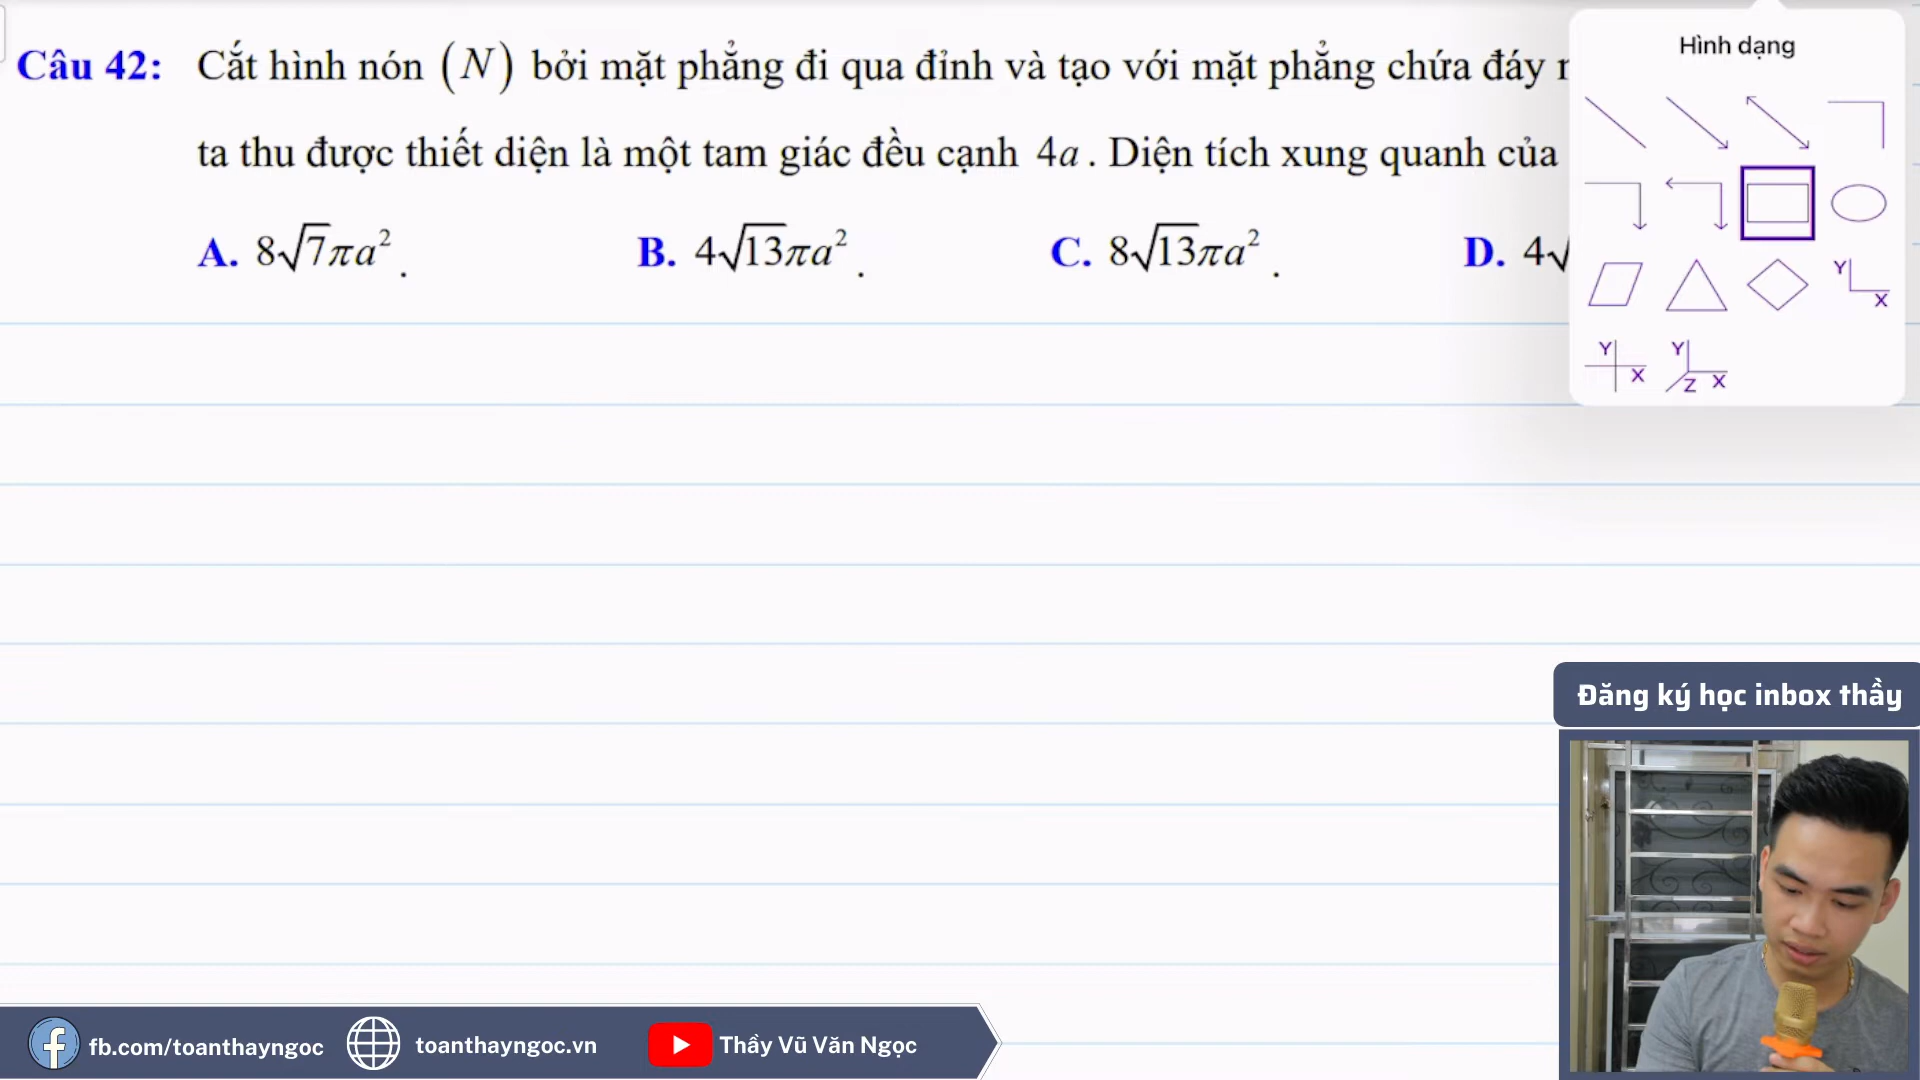 Câu 42: Cắt hình nón (N) bởi mặt phẳng đi qua đỉnh và tạo với mặt phẳng chứa đáy
ta thu được thiết diện là một tam giác đều cạnh 4a. Diện tích xung quanh của
A. 8√7πa². B. 4√13πa². C. 8√13πa². D. 4√
Hình dạng
Y X
Y X Y Z X
Đăng ký học inbox thầy
fb.com/toanthayngoc toanthayngoc.vn Thầy Vũ Văn Ngọc